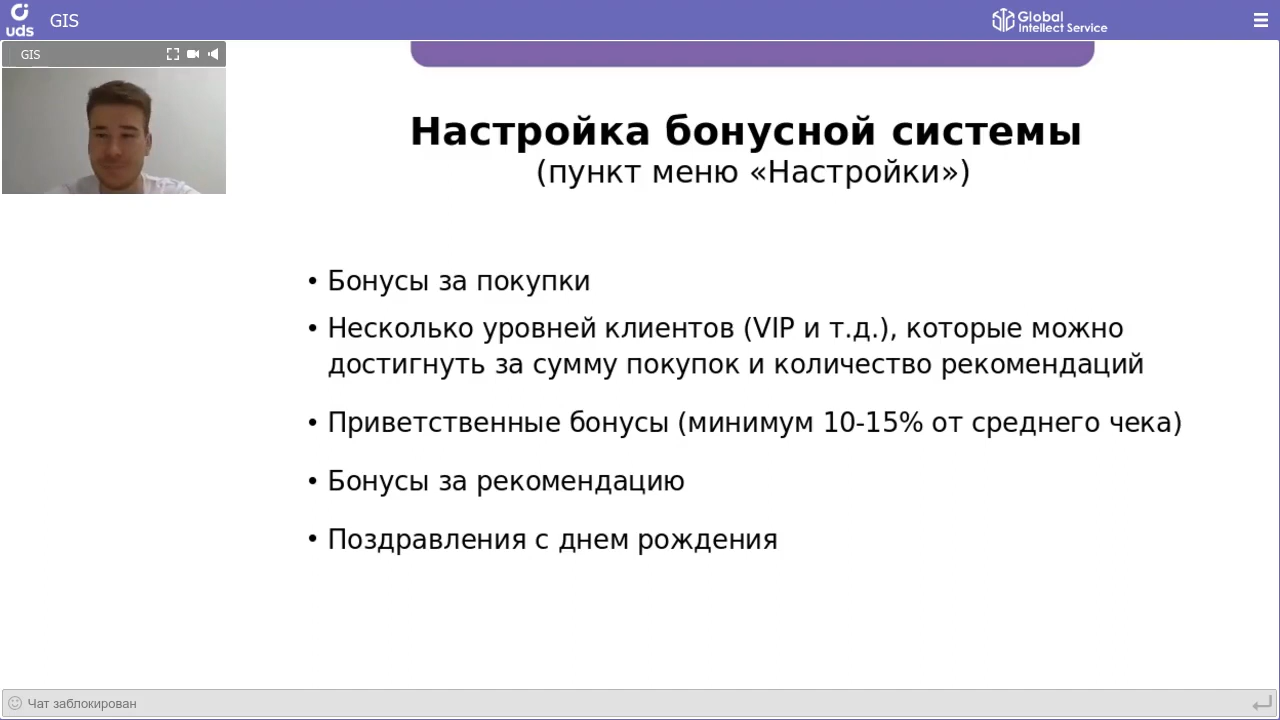 uds
GIS
Global
Intellect Service
GIS
Настройка бонусной системы
(пункт меню «Настройки»)
• Бонусы за покупки
• Несколько уровней клиентов (VIP и т.д.), которые можно
достигнуть за сумму покупок и количество рекомендаций
• Приветственные бонусы (минимум 10-15% от среднего чека)
• Бонусы за рекомендацию
• Поздравления с днем рождения
Чат заблокирован